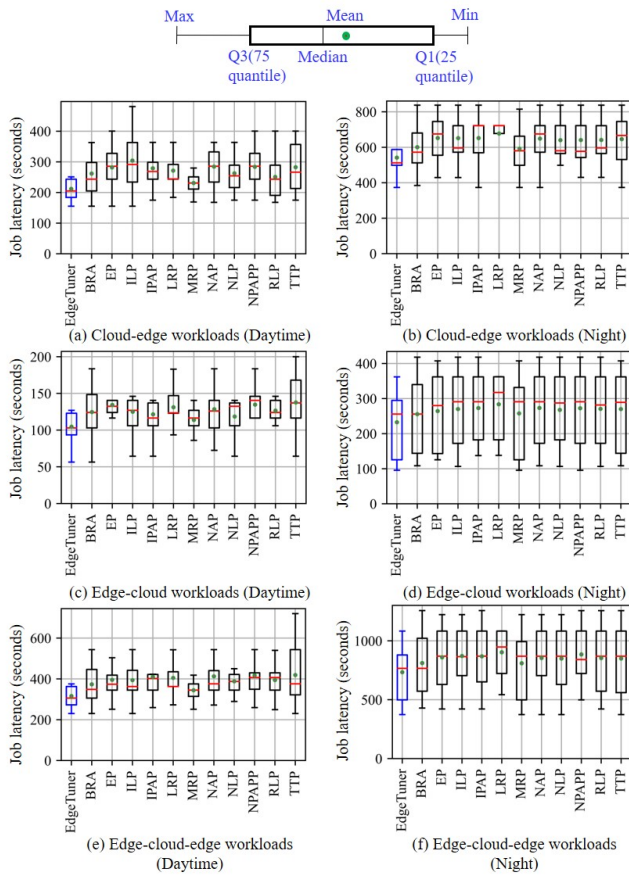 Max
Mean
Min
Q3(75 quantile)
Median
Q1(25 quantile)
Job latency (seconds)
400
300
200
100
0
EdgeTuner
BRA
EP
ILP
IPAP
LRP
MRP
NAP
NLP
NPAPP
RLP
TTP
(a) Cloud-edge workloads (Daytime)
Job latency (seconds)
800
600
400
200
0
EdgeTuner
BRA
EP
ILP
IPAP
LRP
MRP
NAP
NLP
NPAPP
RLP
TTP
(b) Cloud-edge workloads (Night)
Job latency (seconds)
200
150
100
50
0
EdgeTuner
BRA
EP
ILP
IPAP
LRP
MRP
NAP
NLP
NPAPP
RLP
TTP
(c) Edge-cloud workloads (Daytime)
Job latency (seconds)
400
300
200
100
0
EdgeTuner
BRA
EP
ILP
IPAP
LRP
MRP
NAP
NLP
NPAPP
RLP
TTP
(d) Edge-cloud workloads (Night)
Job latency (seconds)
600
400
200
0
EdgeTuner
BRA
EP
ILP
IPAP
LRP
MRP
NAP
NLP
NPAPP
RLP
TTP
(e) Edge-cloud-edge workloads
(Daytime)
Job latency (seconds)
1000
500
0
EdgeTuner
BRA
EP
ILP
IPAP
LRP
MRP
NAP
NLP
NPAPP
RLP
TTP
(f) Edge-cloud-edge workloads
(Night)